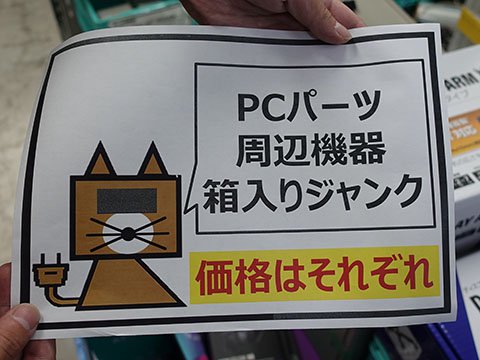 PCパーツ
周辺機器
箱入りジャンク
価格はそれぞれ
ARM